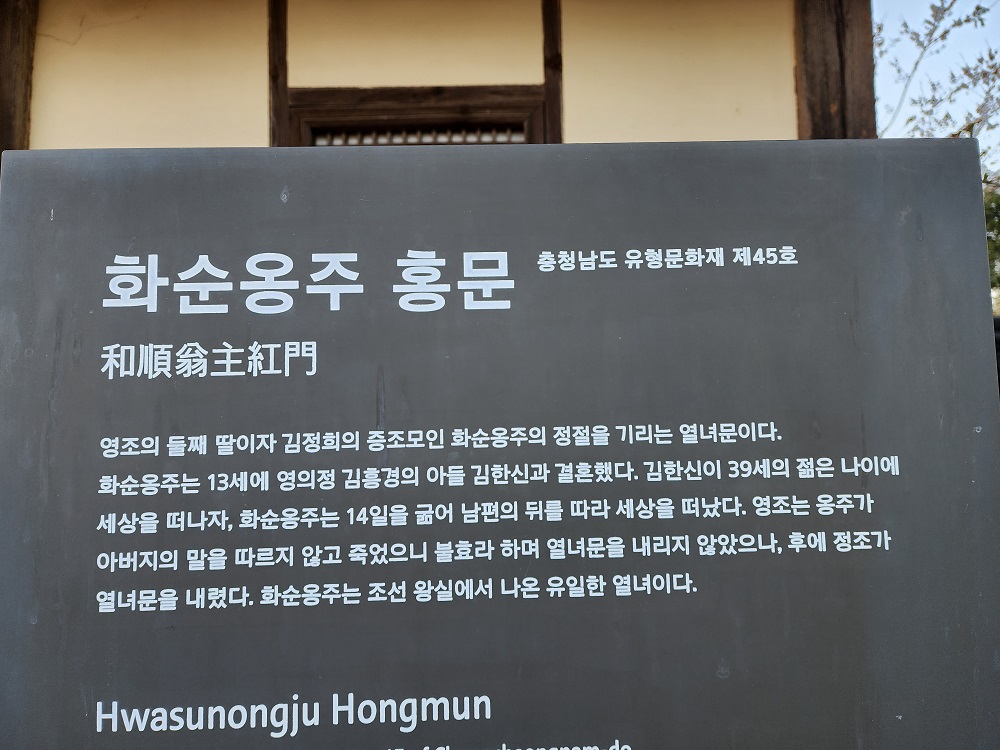 화순옹주 홍문 충청남도 유형문화재 제45호
和順翁主紅門
영조의 둘째 딸이자 김정희의 증조모인 화순옹주의 정절을 기리는 열녀문이다.
화순옹주는 13세에 영의정 김흥경의 아들 김한신과 결혼했다. 김한신이 39세의 젊은 나이에
세상을 떠나자, 화순옹주는 14일을 굶어 남편의 뒤를 따라 세상을 떠났다. 영조는 옹주가
아버지의 말을 따르지 않고 죽었으니 불효라 하며 열녀문을 내리지 않았으나, 후에 정조가
열녀문을 내렸다. 화순옹주는 조선 왕실에서 나온 유일한 열녀이다.
Hwasunongju Hongmun